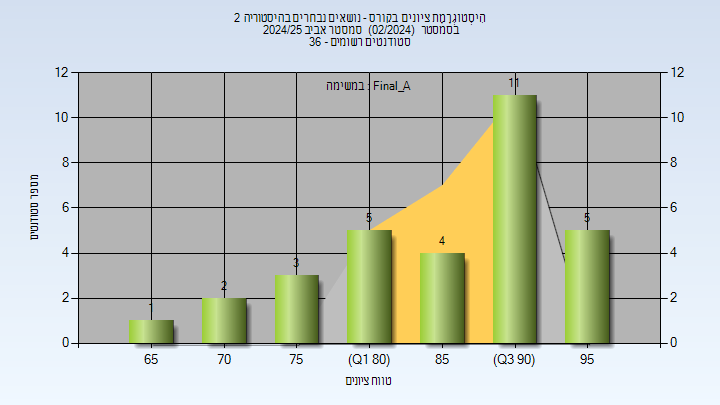 היסטוגרמת ציונים בקורס - נושאים נבחרים בהיסטוריה 2
בסמסטר (02/2024) סמסטר אביב 2024/25
סטודנטים רשומים - 36
במשימה : Final_A
מספר סטודנטים
12 12
10 10
8 8
6 6
4 4
2 2
0 0
1 2 3 5 4 11 5
65 70 75 (Q1 80) 85 (Q3 90) 95
טווח ציונים